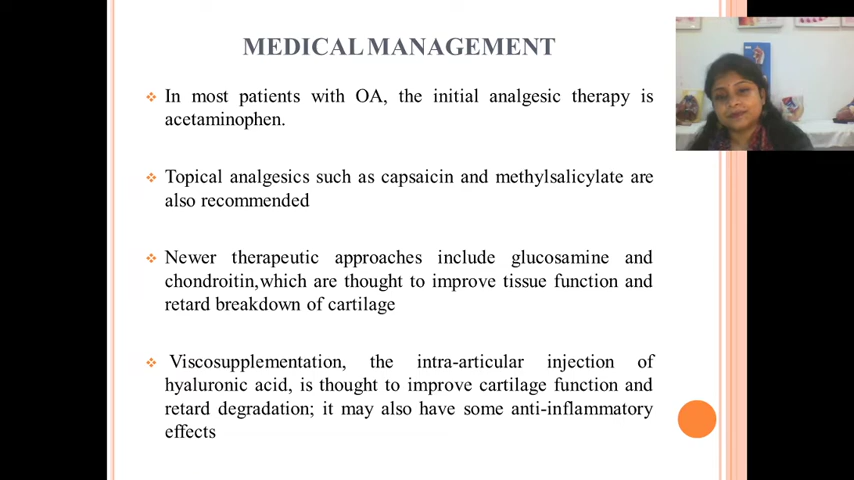 MEDICAL MANAGEMENT
In most patients with OA, the initial analgesic therapy is
acetaminophen.
Topical analgesics such as capsaicin and methylsalicylate are
also recommended
Newer therapeutic approaches include glucosamine and
chondroitin,which are thought to improve tissue function and
retard breakdown of cartilage
Viscosupplementation, the intra-articular injection of
hyaluronic acid, is thought to improve cartilage function and
retard degradation; it may also have some anti-inflammatory
effects